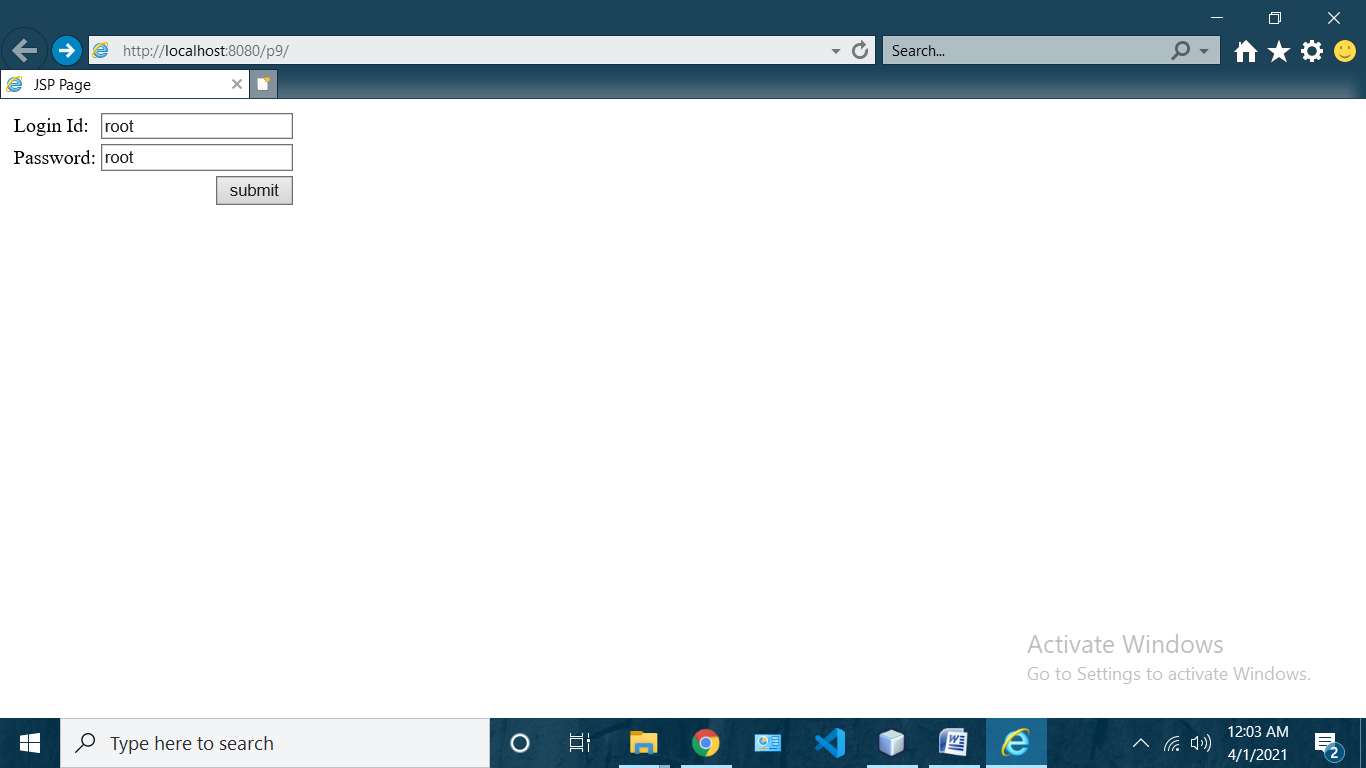 http://localhost:8080/p9/
Search...
JSP Page
Login Id: root
Password: root
submit
Activate Windows
Go to Settings to activate Windows.
Type here to search
12:03 AM
4/1/2021
2